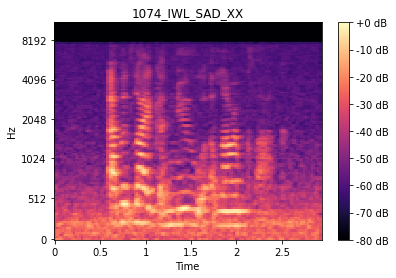 1074_IWL_SAD_XX
+0 dB
8192
-10 dB
4096
-20 dB
-30 dB
2048
Hz
-40 dB
1024
-50 dB
512
-60 dB
-70 dB
0
-80 dB
0 0.5 1 1.5 2 2.5
Time